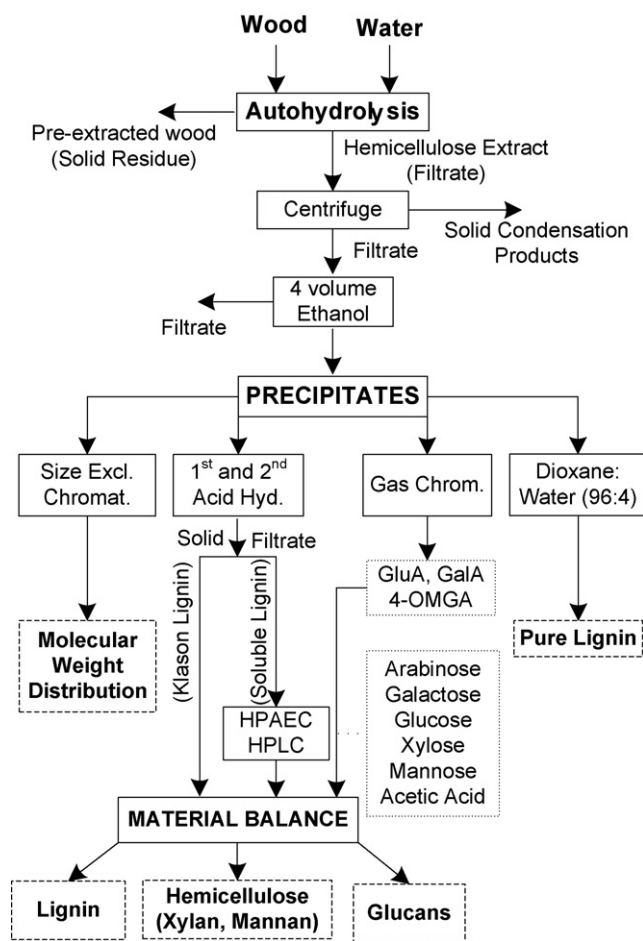 Wood
Water
Autohydrolysis
Pre-extracted wood
(Solid Residue)
Hemicellulose Extract
(Filtrate)
Centrifuge
Solid Condensation
Products
Filtrate
4 volume
Ethanol
Filtrate
PRECIPITATES
Size Excl.
Chromat.
1st and 2nd
Acid Hyd.
Gas Chrom.
Dioxane:
Water (96:4)
Solid
Filtrate
(Klason Lignin)
(Soluble Lignin)
GluA, GalA
4-OMGA
Molecular
Weight
Distribution
Pure Lignin
HPAEC
HPLC
Arabinose
Galactose
Glucose
Xylose
Mannose
Acetic Acid
MATERIAL BALANCE
Lignin
Hemicellulose
(Xylan, Mannan)
Glucans